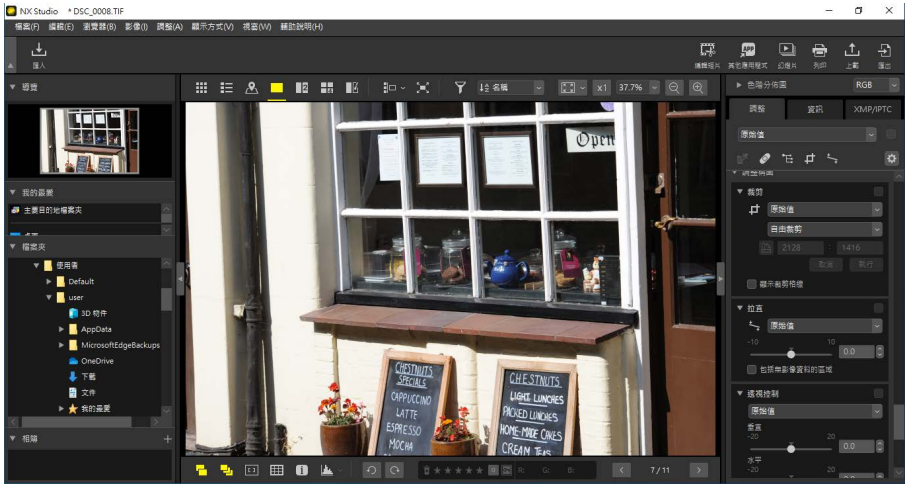 NX Studio * DSC_0008.TIF
檔案(F) 編輯(E) 瀏覽器(B) 影像(I) 調整(A) 顯示方式(V) 視窗(W) 輔助說明(H)
匯入
編輯短片 其他應用程式 幻燈片 列印 上載 匯出
導覽
我的最愛
主要目的地檔案夾
檔案夾
使用者
Default
user
3D 物件
AppData
MicrosoftEdgeBackups
OneDrive
下載
文件
我的最愛
相簿
名稱
x1 37.7%
Open
CHESTNUTS
SPECIALS
CAPPUCCINO
LATTE
ESPRESSO
MOCHA
CHESTNUTS
LIGHT LUNCHES
PACKED LUNCHES
HOME-MADE CAKES
CREAM TEAS
R: G: B:
7/11
色階分佈圖 RGB
調整 資訊 XMP/IPTC
原始值
裁剪
原始值
自由裁剪
2128 : 1416
取消 執行
顯示裁剪格線
拉直
原始值
-10 10
0.0
包括無影像資料的區域
透視控制
原始值
垂直
-20 20
0.0
水平
-20 20